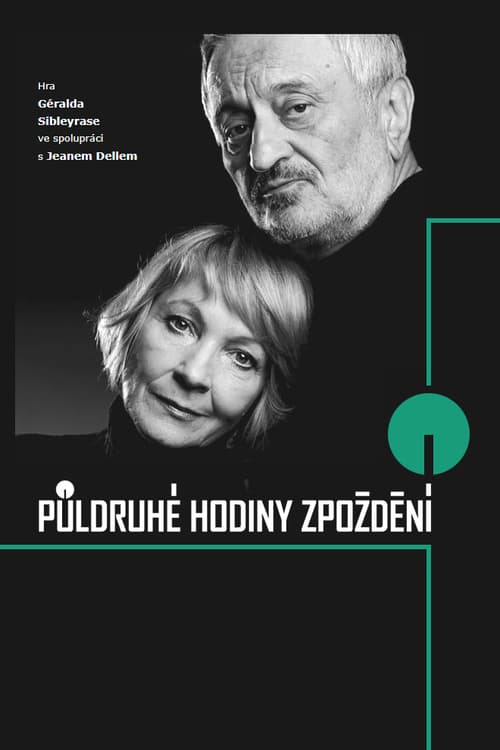 Hra
Géralda
Sibleyrase
ve spolupráci
s Jeanem Dellem
PŮLDRUHÉ HODINY ZPOŽDĚNÍ